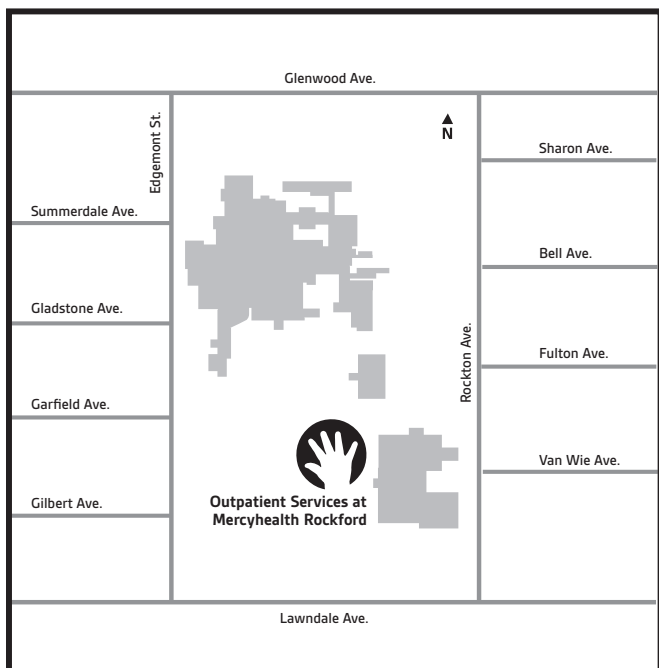 Glenwood Ave.
Edgemont St.
N
Sharon Ave.
Summerdale Ave.
Bell Ave.
Gladstone Ave.
Rockton Ave.
Fulton Ave.
Garfield Ave.
Van Wie Ave.
Gilbert Ave.
Outpatient Services at
Mercyhealth Rockford
Lawndale Ave.